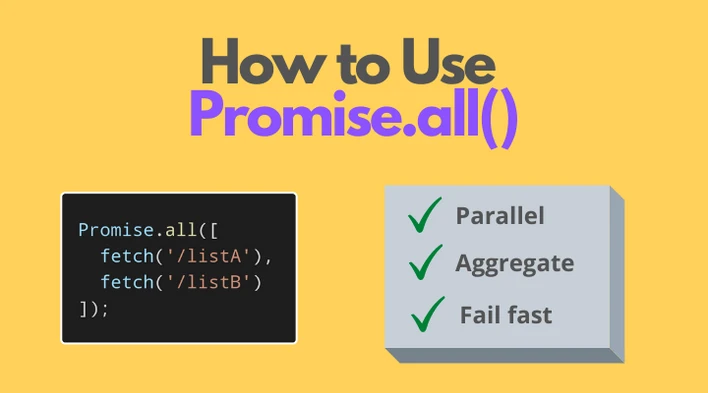 How to Use
Promise.all()
Promise.all([
  fetch('/listA'),
  fetch('/listB')
]);
Parallel
Aggregate
Fail fast